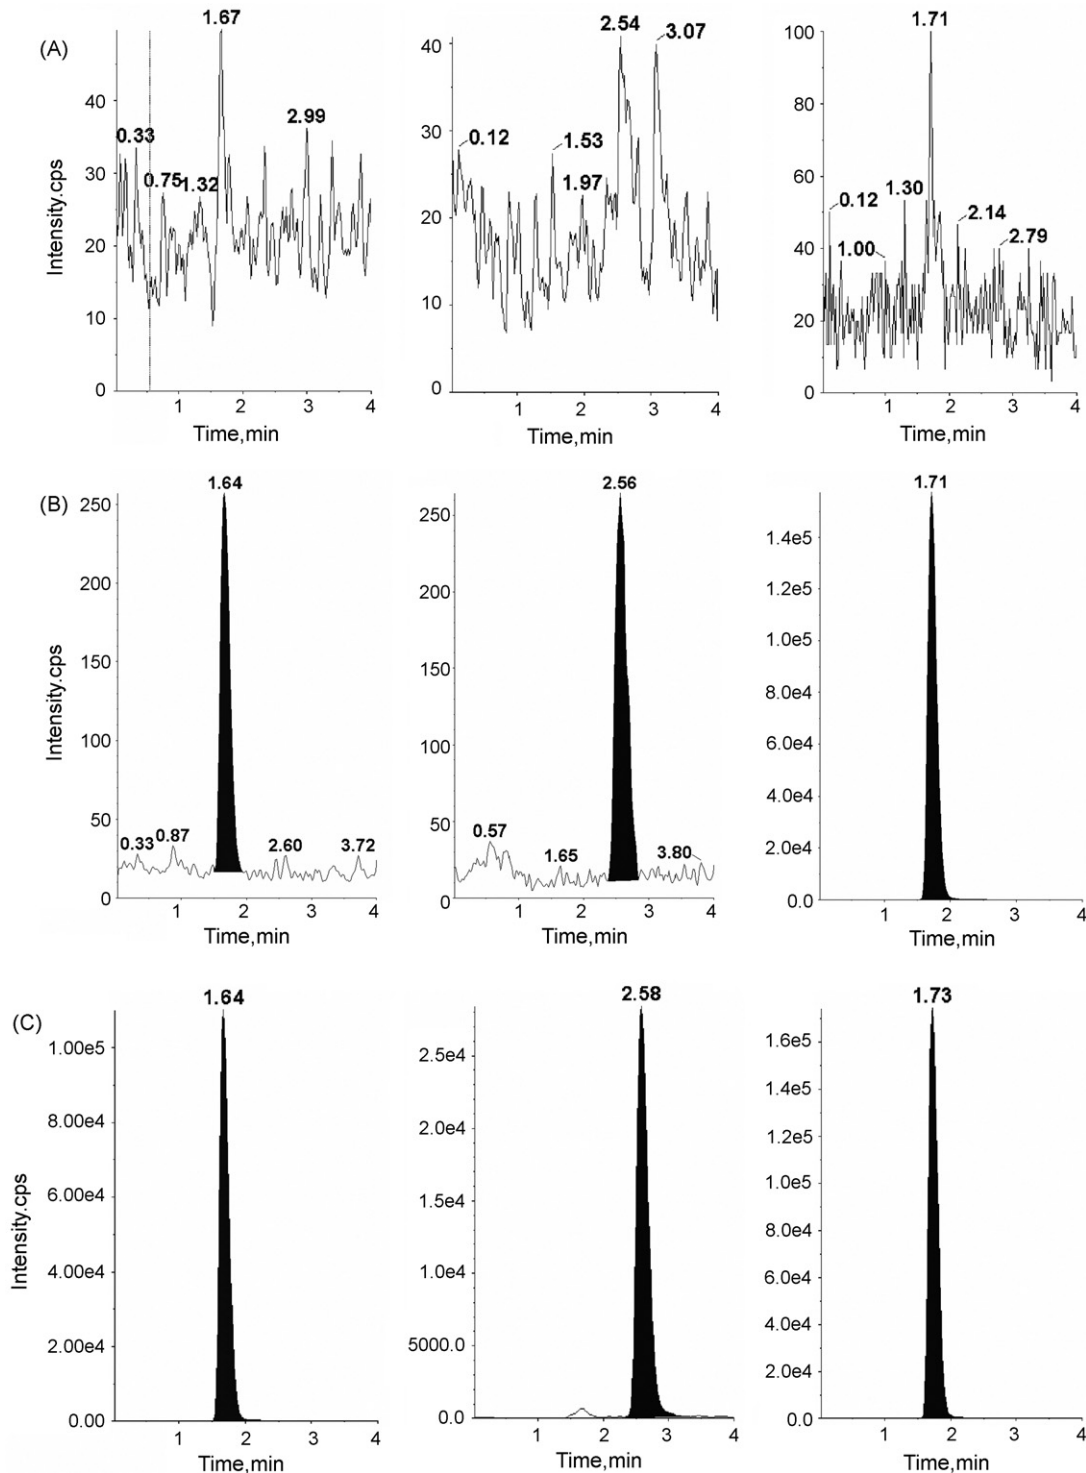 (A)
Intensity.cps
1.67
0.33
0.75
1.32
2.99
40
30
20
10
0
1 2 3 4
Time,min
2.54
3.07
0.12
1.53
1.97
40
30
20
10
0
1 2 3 4
Time,min
1.71
0.12
1.30
1.00
2.14
2.79
100
80
60
40
20
0
1 2 3 4
Time,min
(B)
Intensity.cps
1.64
0.33
0.87
2.60
3.72
250
200
150
100
50
0
1 2 3 4
Time,min
2.56
0.57
1.65
3.80
250
200
150
100
50
0
1 2 3 4
Time,min
1.71
1.4e5
1.2e5
1.0e5
8.0e4
6.0e4
4.0e4
2.0e4
0.0
1 2 3 4
Time,min
(C)
Intensity.cps
1.64
1.00e5
8.00e4
6.00e4
4.00e4
2.00e4
0.00
1 2 3 4
Time,min
2.58
2.5e4
2.0e4
1.5e4
1.0e4
5000.0
0.0
1 2 3 4
Time,min
1.73
1.6e5
1.4e5
1.2e5
1.0e5
8.0e4
6.0e4
4.0e4
2.0e4
0.0
1 2 3 4
Time,min